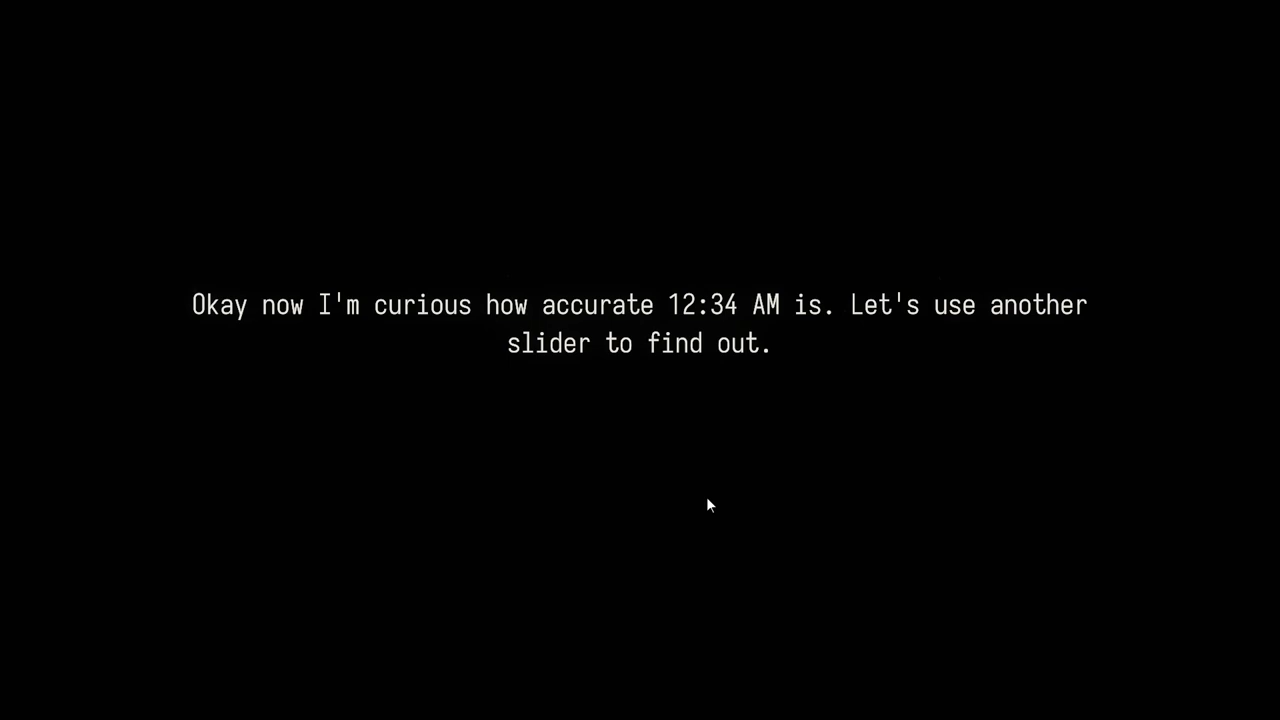 Okay now I'm curious how accurate 12:34 AM is. Let's use another
slider to find out.